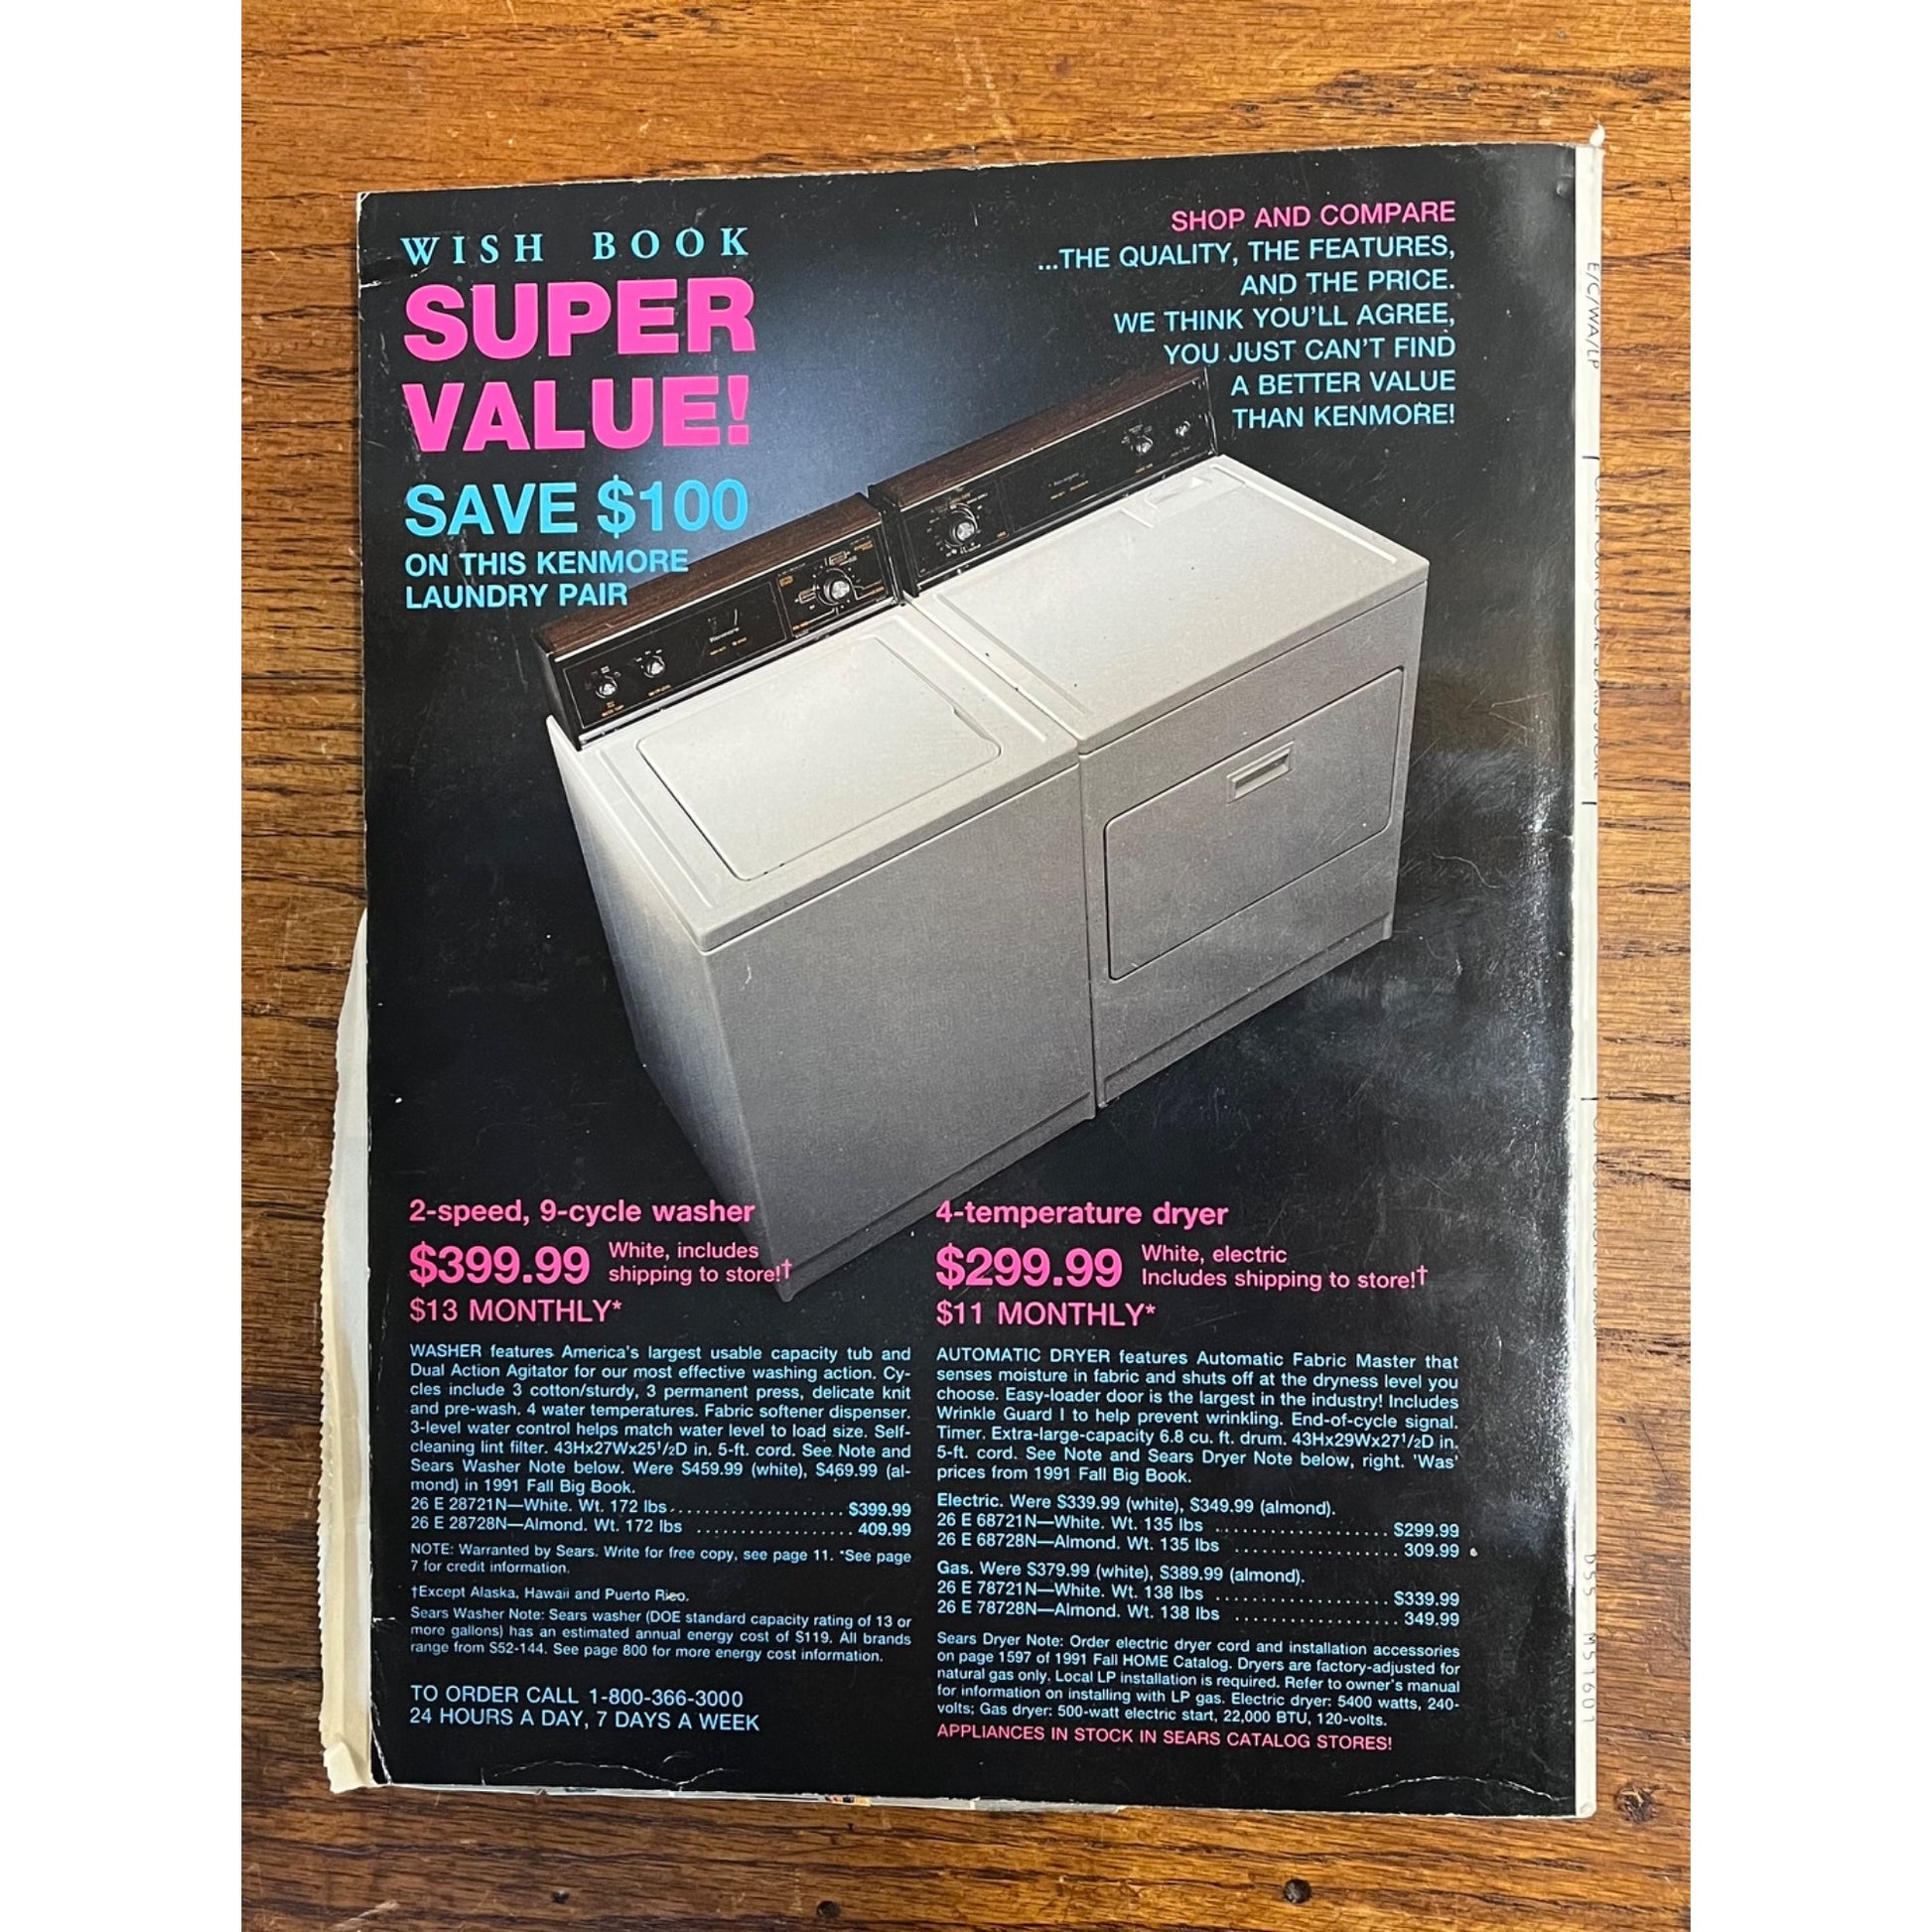 WISH BOOK
SUPER
VALUE!
SAVE $100
ON THIS KENMORE
LAUNDRY PAIR
SHOP AND COMPARE
...THE QUALITY, THE FEATURES,
AND THE PRICE.
WE THINK YOU'LL AGREE,
YOU JUST CAN'T FIND
A BETTER VALUE
THAN KENMORE!
Kenmore
2-speed, 9-cycle washer
$399.99 White, includes
shipping to store!†
$13 MONTHLY*
WASHER features America's largest usable capacity tub and
Dual Action Agitator for our most effective washing action. Cy-
cles include 3 cotton/sturdy, 3 permanent press, delicate knit
and pre-wash. 4 water temperatures. Fabric softener dispenser.
3-level water control helps match water level to load size. Self-
cleaning lint filter. 43Hx27Wx25½D in. 5-ft. cord. See Note and
Sears Washer Note below. Were $459.99 (white), $469.99 (al-
mond) in 1991 Fall Big Book.
26 E 28721N—White. Wt. 172 lbs. .................... $399.99
26 E 28728N—Almond. Wt. 172 lbs .................. 409.99
NOTE: Warranted by Sears. Write for free copy, see page 11. *See page
7 for credit information.
†Except Alaska, Hawaii and Puerto Rico.
Sears Washer Note: Sears washer (DOE standard capacity rating of 13 or
more gallons) has an estimated annual energy cost of $119. All brands
range from $52-144. See page 800 for more energy cost information.
TO ORDER CALL 1-800-366-3000
24 HOURS A DAY, 7 DAYS A WEEK
4-temperature dryer
$299.99 White, electric
Includes shipping to store!†
$11 MONTHLY*
AUTOMATIC DRYER features Automatic Fabric Master that
senses moisture in fabric and shuts off at the dryness level you
choose. Easy-loader door is the largest in the industry! Includes
Wrinkle Guard I to help prevent wrinkling. End-of-cycle signal.
Timer. Extra-large-capacity 6.8 cu. ft. drum. 43Hx29Wx27½D in.
5-ft. cord. See Note and Sears Dryer Note below, right. 'Was'
prices from 1991 Fall Big Book.
Electric. Were $339.99 (white), $349.99 (almond).
26 E 68721N—White. Wt. 135 lbs .................... $299.99
26 E 68728N—Almond. Wt. 135 lbs .................. 309.99
Gas. Were $379.99 (white), $389.99 (almond).
26 E 78721N—White. Wt. 138 lbs .................... $339.99
26 E 78728N—Almond. Wt. 138 lbs .................. 349.99
Sears Dryer Note: Order electric dryer cord and installation accessories
on page 1597 of 1991 Fall HOME Catalog. Dryers are factory-adjusted for
natural gas only. Local LP installation is required. Refer to owner's manual
for information on installing with LP gas. Electric dryer: 5400 watts, 240-
volts; Gas dryer: 500-watt electric start, 22,000 BTU, 120-volts.
APPLIANCES IN STOCK IN SEARS CATALOG STORES!
E/C/WA/LP
D55 M51601